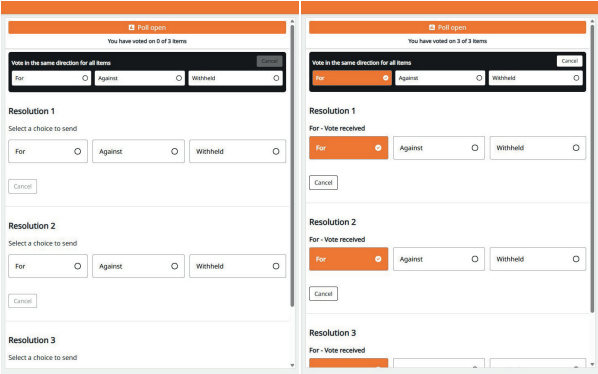 Poll open
You have voted on 0 of 3 items
Vote in the same direction for all items
Cancel
For Against Withheld
Resolution 1
Select a choice to send
For Against Withheld
Cancel
Resolution 2
Select a choice to send
For Against Withheld
Cancel
Resolution 3
Select a choice to send
Poll open
You have voted on 3 of 3 items
Vote in the same direction for all items
Cancel
For Against Withheld
Resolution 1
For - Vote received
For Against Withheld
Cancel
Resolution 2
For - Vote received
For Against Withheld
Cancel
Resolution 3
For - Vote received